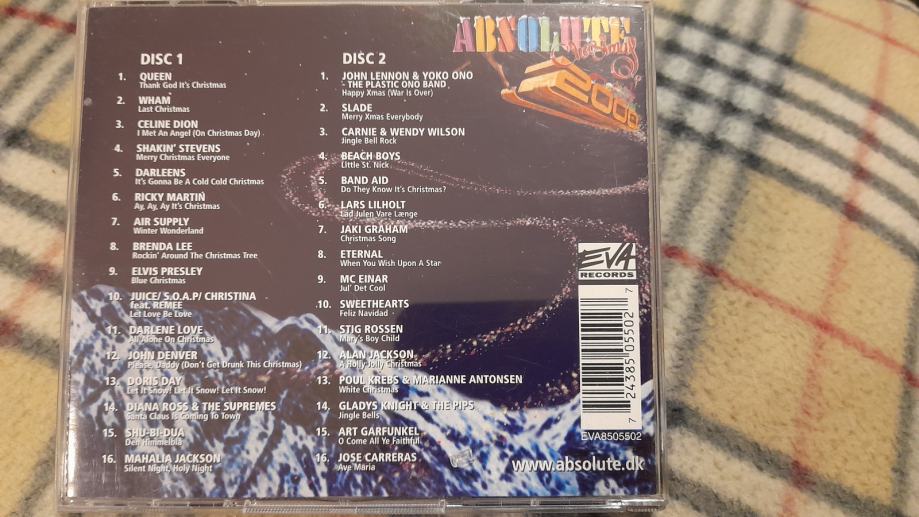 ABSOLUTE
2000
DISC 1
1. QUEEN
Thank God It's Christmas
2. WHAM
Last Christmas
3. CELINE DION
I Met An Angel (On Christmas Day)
4. SHAKIN' STEVENS
Merry Christmas Everyone
5. DARLEENS
It's Gonna Be A Cold Cold Christmas
6. RICKY MARTIN
Ay, Ay, Ay It's Christmas
7. AIR SUPPLY
Winter Wonderland
8. BRENDA LEE
Rockin' Around The Christmas Tree
9. ELVIS PRESLEY
Blue Christmas
10. JUICE/ S.O.A.P/ CHRISTINA
feat. REMEE
Let Love Be Love
11. DARLENE LOVE
All Alone On Christmas
12. JOHN DENVER
Please, Daddy (Don't Get Drunk This Christmas)
13. DORIS DAY
Let It Snow! Let It Snow! Let It Snow!
14. DIANA ROSS & THE SUPREMES
Santa Claus Is Coming To Town
15. SHU-BI-DUA
Den Himmelblå
16. MAHALIA JACKSON
Silent Night, Holy Night
DISC 2
1. JOHN LENNON & YOKO ONO
- THE PLASTIC ONO BAND
Happy Xmas (War Is Over)
2. SLADE
Merry Xmas Everybody
3. CARNIE & WENDY WILSON
Jingle Bell Rock
4. BEACH BOYS
Little St. Nick
5. BAND AID
Do They Know It's Christmas?
6. LARS LILHOLT
Lad Julen Vare Længe
7. JAKI GRAHAM
Christmas Song
8. ETERNAL
When You Wish Upon A Star
9. MC EINAR
Jul' Det Cool
10. SWEETHEARTS
Feliz Navidad
11. STIG ROSSEN
Mary's Boy Child
12. ALAN JACKSON
A Holly Jolly Christmas
13. POUL KREBS & MARIANNE ANTONSEN
White Christmas
14. GLADYS KNIGHT & THE PIPS
Jingle Bells
15. ART GARFUNKEL
O Come All Ye Faithful
16. JOSE CARRERAS
Ave Maria
EVA
RECORDS
7 24385 05502 7
EVA8505502
www.absolute.dk